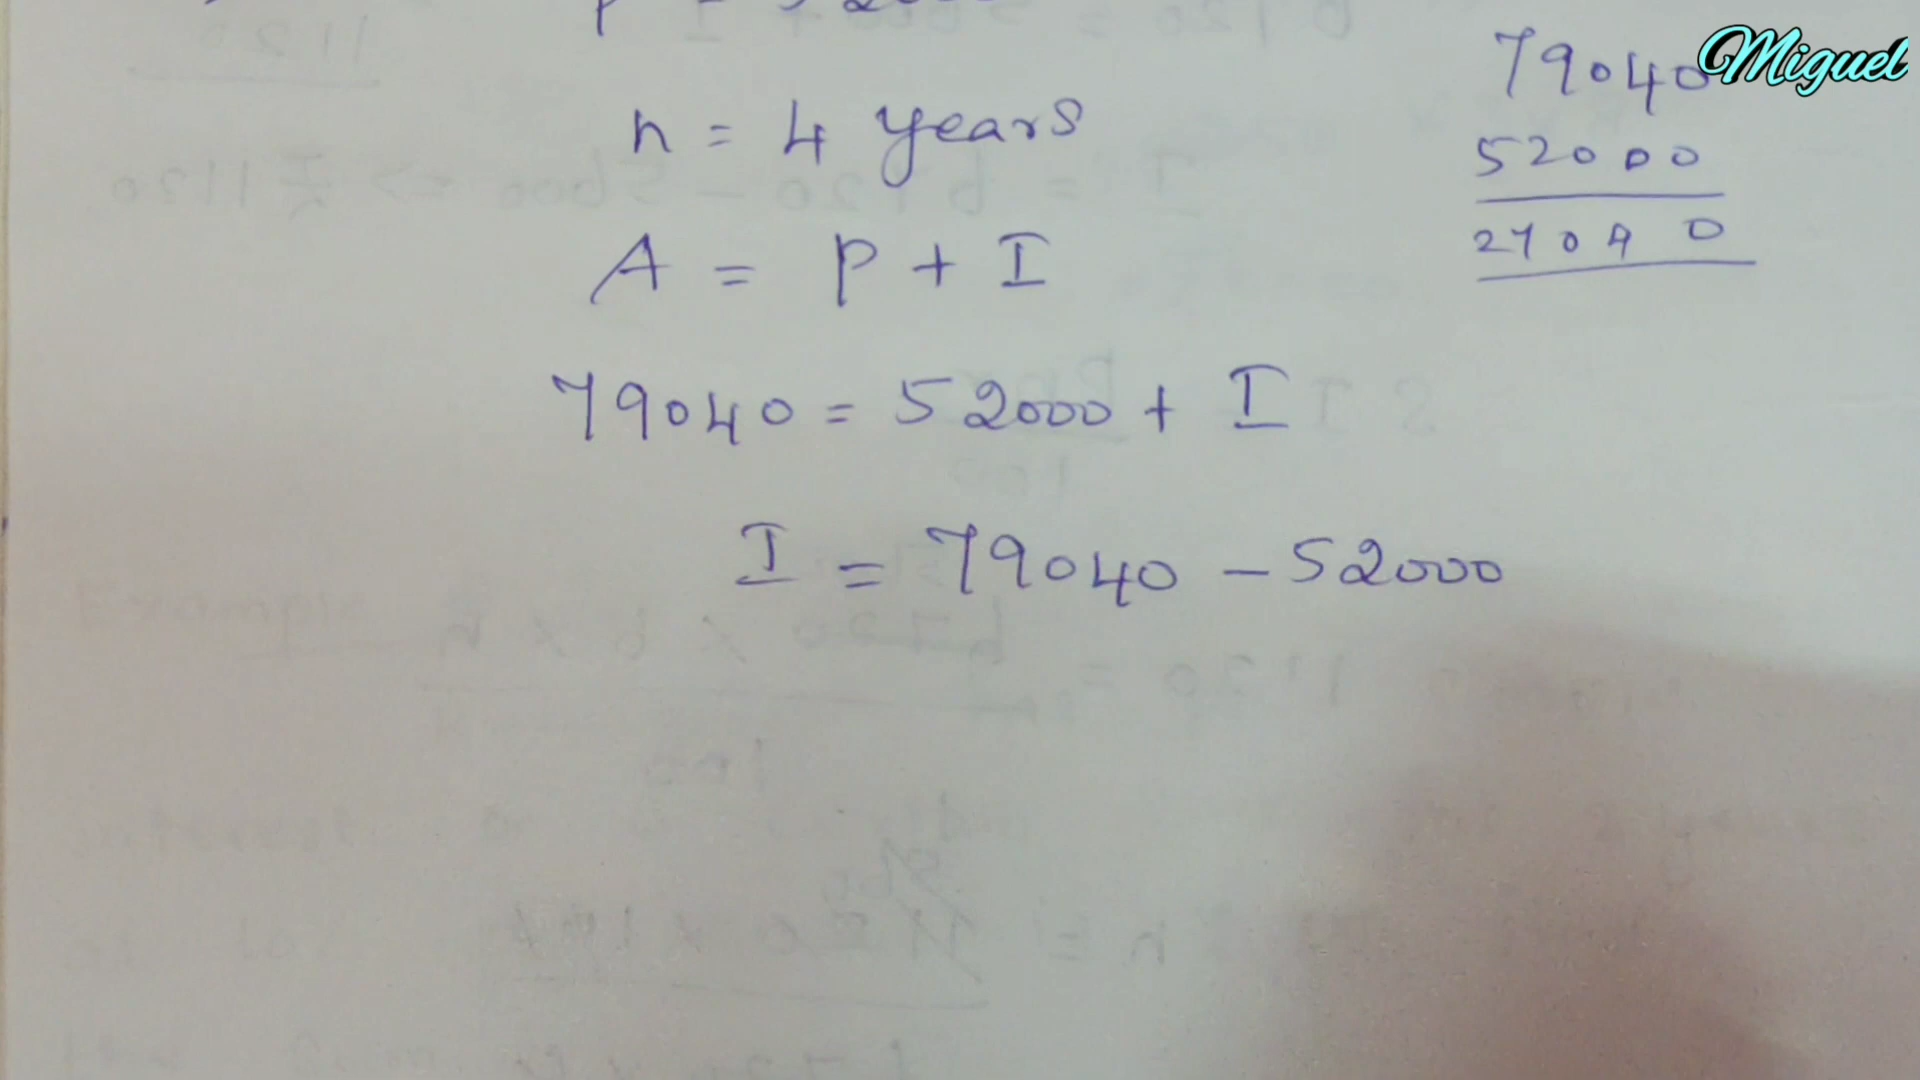 n = 4 years
A = P + I
79040 = 52000 + I
I = 79040 - 52000
79040
52000
27040
Miguel